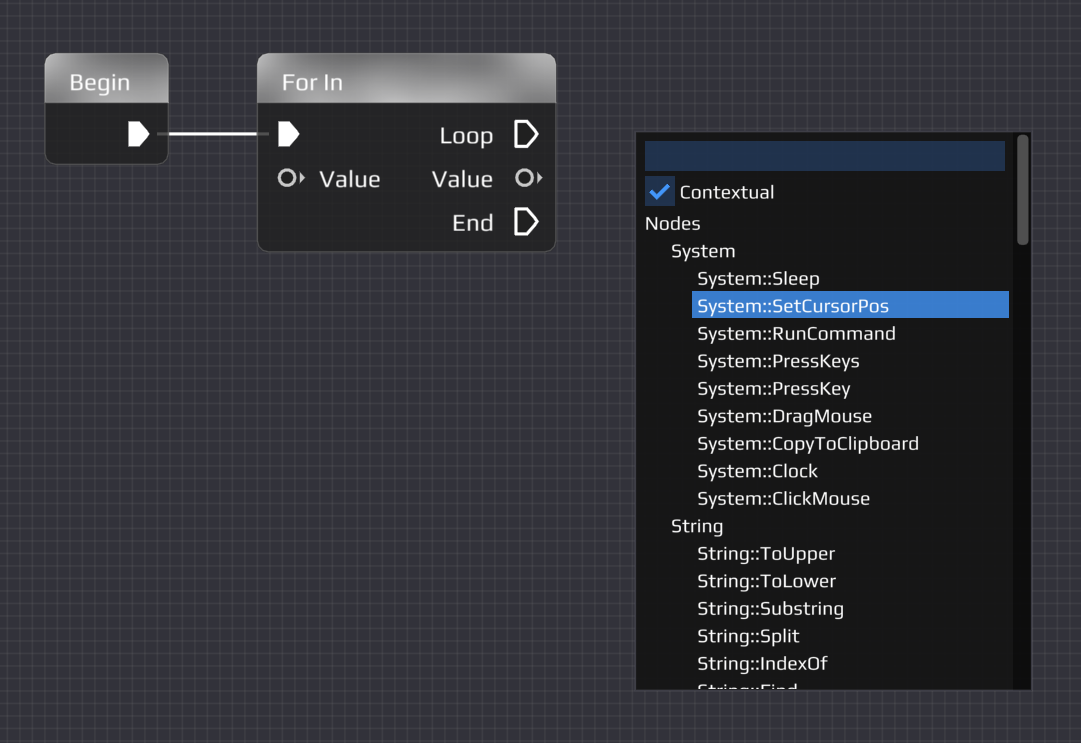 Begin
For In
Loop
Value Value
End
Contextual
Nodes
System
System::Sleep
System::SetCursorPos
System::RunCommand
System::PressKeys
System::PressKey
System::DragMouse
System::CopyToClipboard
System::Clock
System::ClickMouse
String
String::ToUpper
String::ToLower
String::Substring
String::Split
String::IndexOf
String::Find